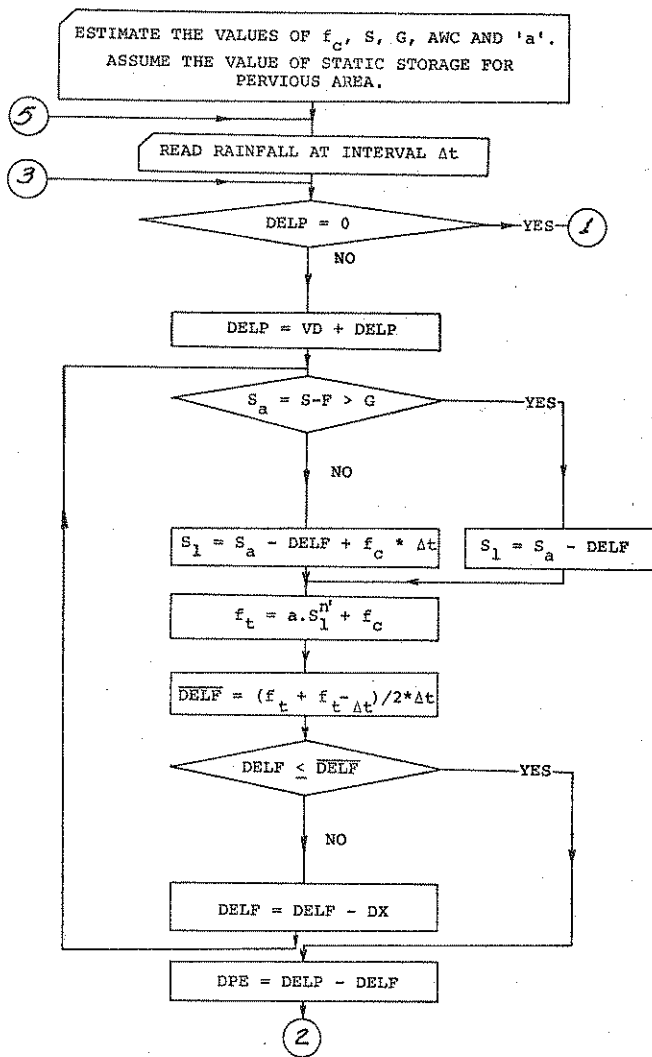 ESTIMATE THE VALUES OF f_c, S, G, AWC AND 'a'.
ASSUME THE VALUE OF STATIC STORAGE FOR
PERVIOUS AREA.
5
READ RAINFALL AT INTERVAL Δt
3
DELP = 0
YES
1
NO
DELP = VD + DELP
S_a = S-F > G
YES
NO
S_1 = S_a - DELF + f_c * Δt
S_1 = S_a - DELF
f_t = a.S_1^n' + f_c
D̅E̅L̅F̅ = (f_t + f_t-Δt)/2*Δt
DELF ≤ D̅E̅L̅F̅
YES
NO
DELF = DELF - DX
DPE = DELP - DELF
2